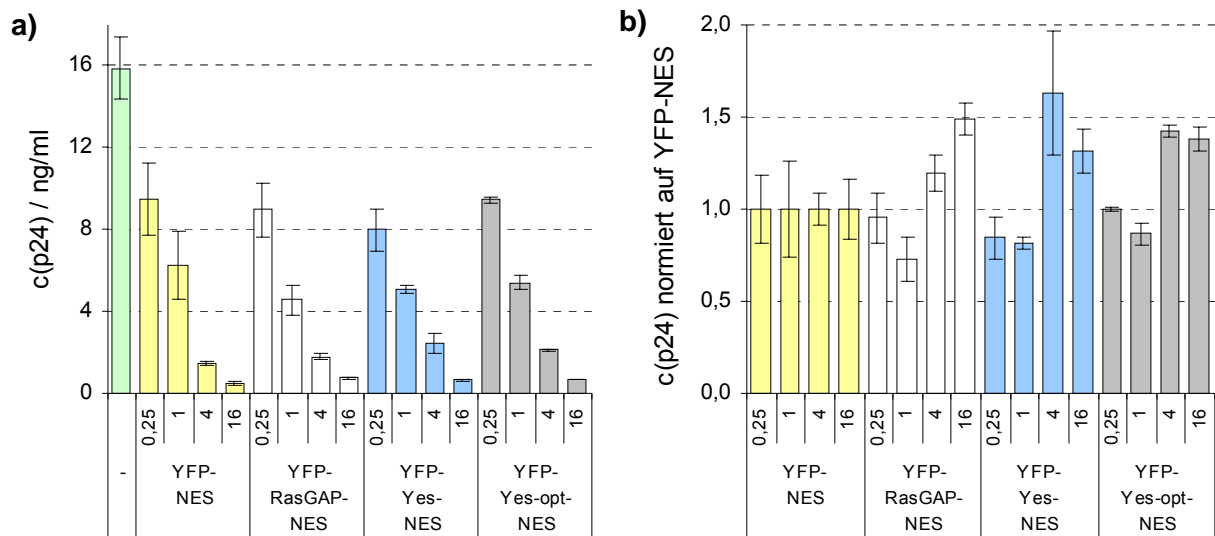 a)
c(p24) / ng/ml
16
12
8
4
0
0,25 1 4 16 0,25 1 4 16 0,25 1 4 16 0,25 1 4 16
- YFP- YFP- YFP- YFP-
NES RasGAP- Yes- Yes-opt-
NES NES NES
b)
c(p24) normiert auf YFP-NES
2,0
1,5
1,0
0,5
0,0
0,25 1 4 16 0,25 1 4 16 0,25 1 4 16 0,25 1 4 16
YFP- YFP- YFP- YFP-
NES RasGAP- Yes- Yes-opt-
NES NES NES